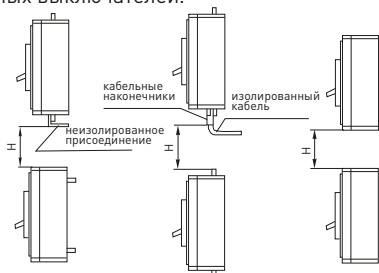 ных выключателей.
кабельные
наконечники
изолированный
кабель
неизолированное
присоединение
H
H
H